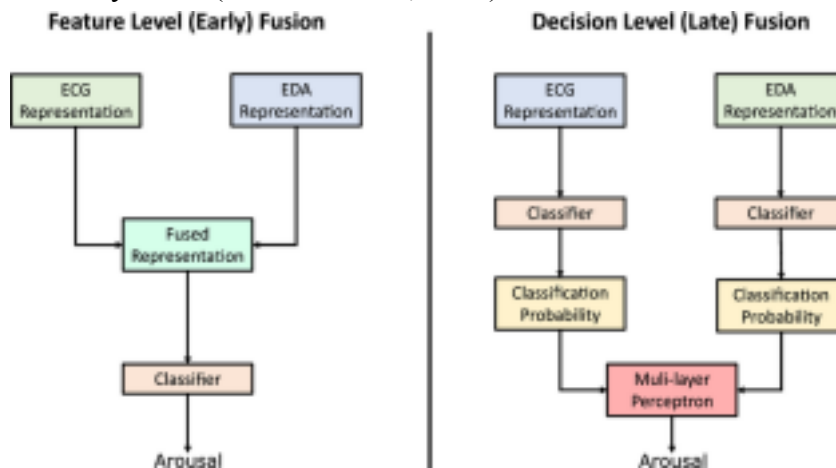 Feature Level (Early) Fusion
ECG
Representation
EDA
Representation
Fused
Representation
Classifier
Arousal
Decision Level (Late) Fusion
ECG
Representation
EDA
Representation
Classifier
Classifier
Classification
Probability
Classification
Probability
Muli-layer
Perceptron
Arousal